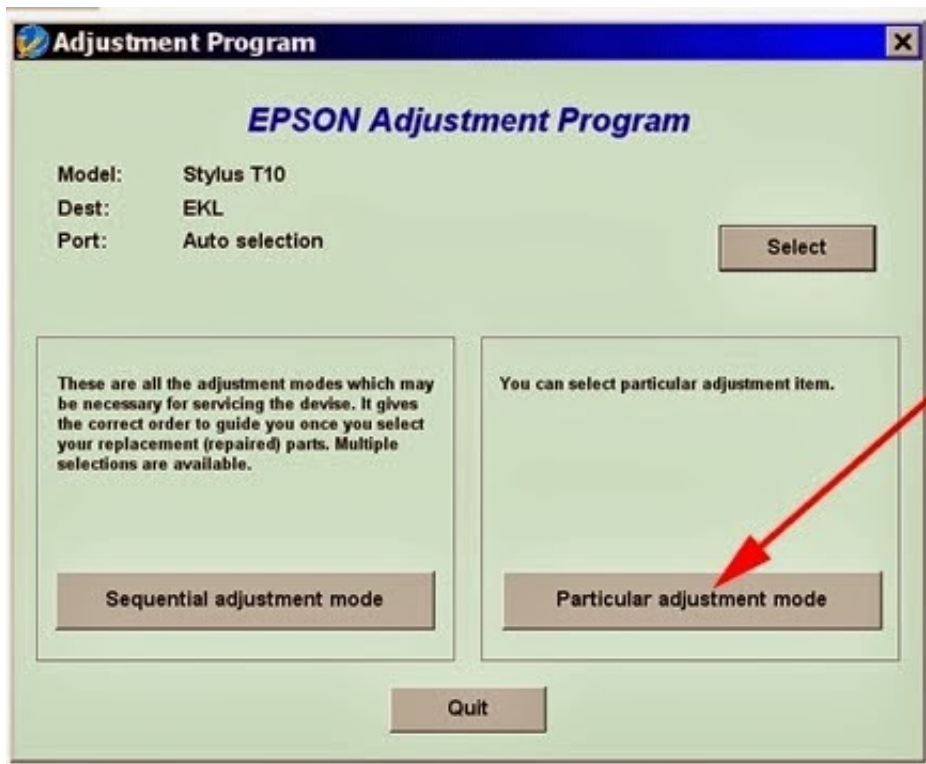 Adjustment Program
EPSON Adjustment Program
Model: Stylus T10
Dest: EKL
Port: Auto selection
Select
These are all the adjustment modes which may
be necessary for servicing the devise. It gives
the correct order to guide you once you select
your replacement (repaired) parts. Multiple
selections are available.
Sequential adjustment mode
You can select particular adjustment item.
Particular adjustment mode
Quit